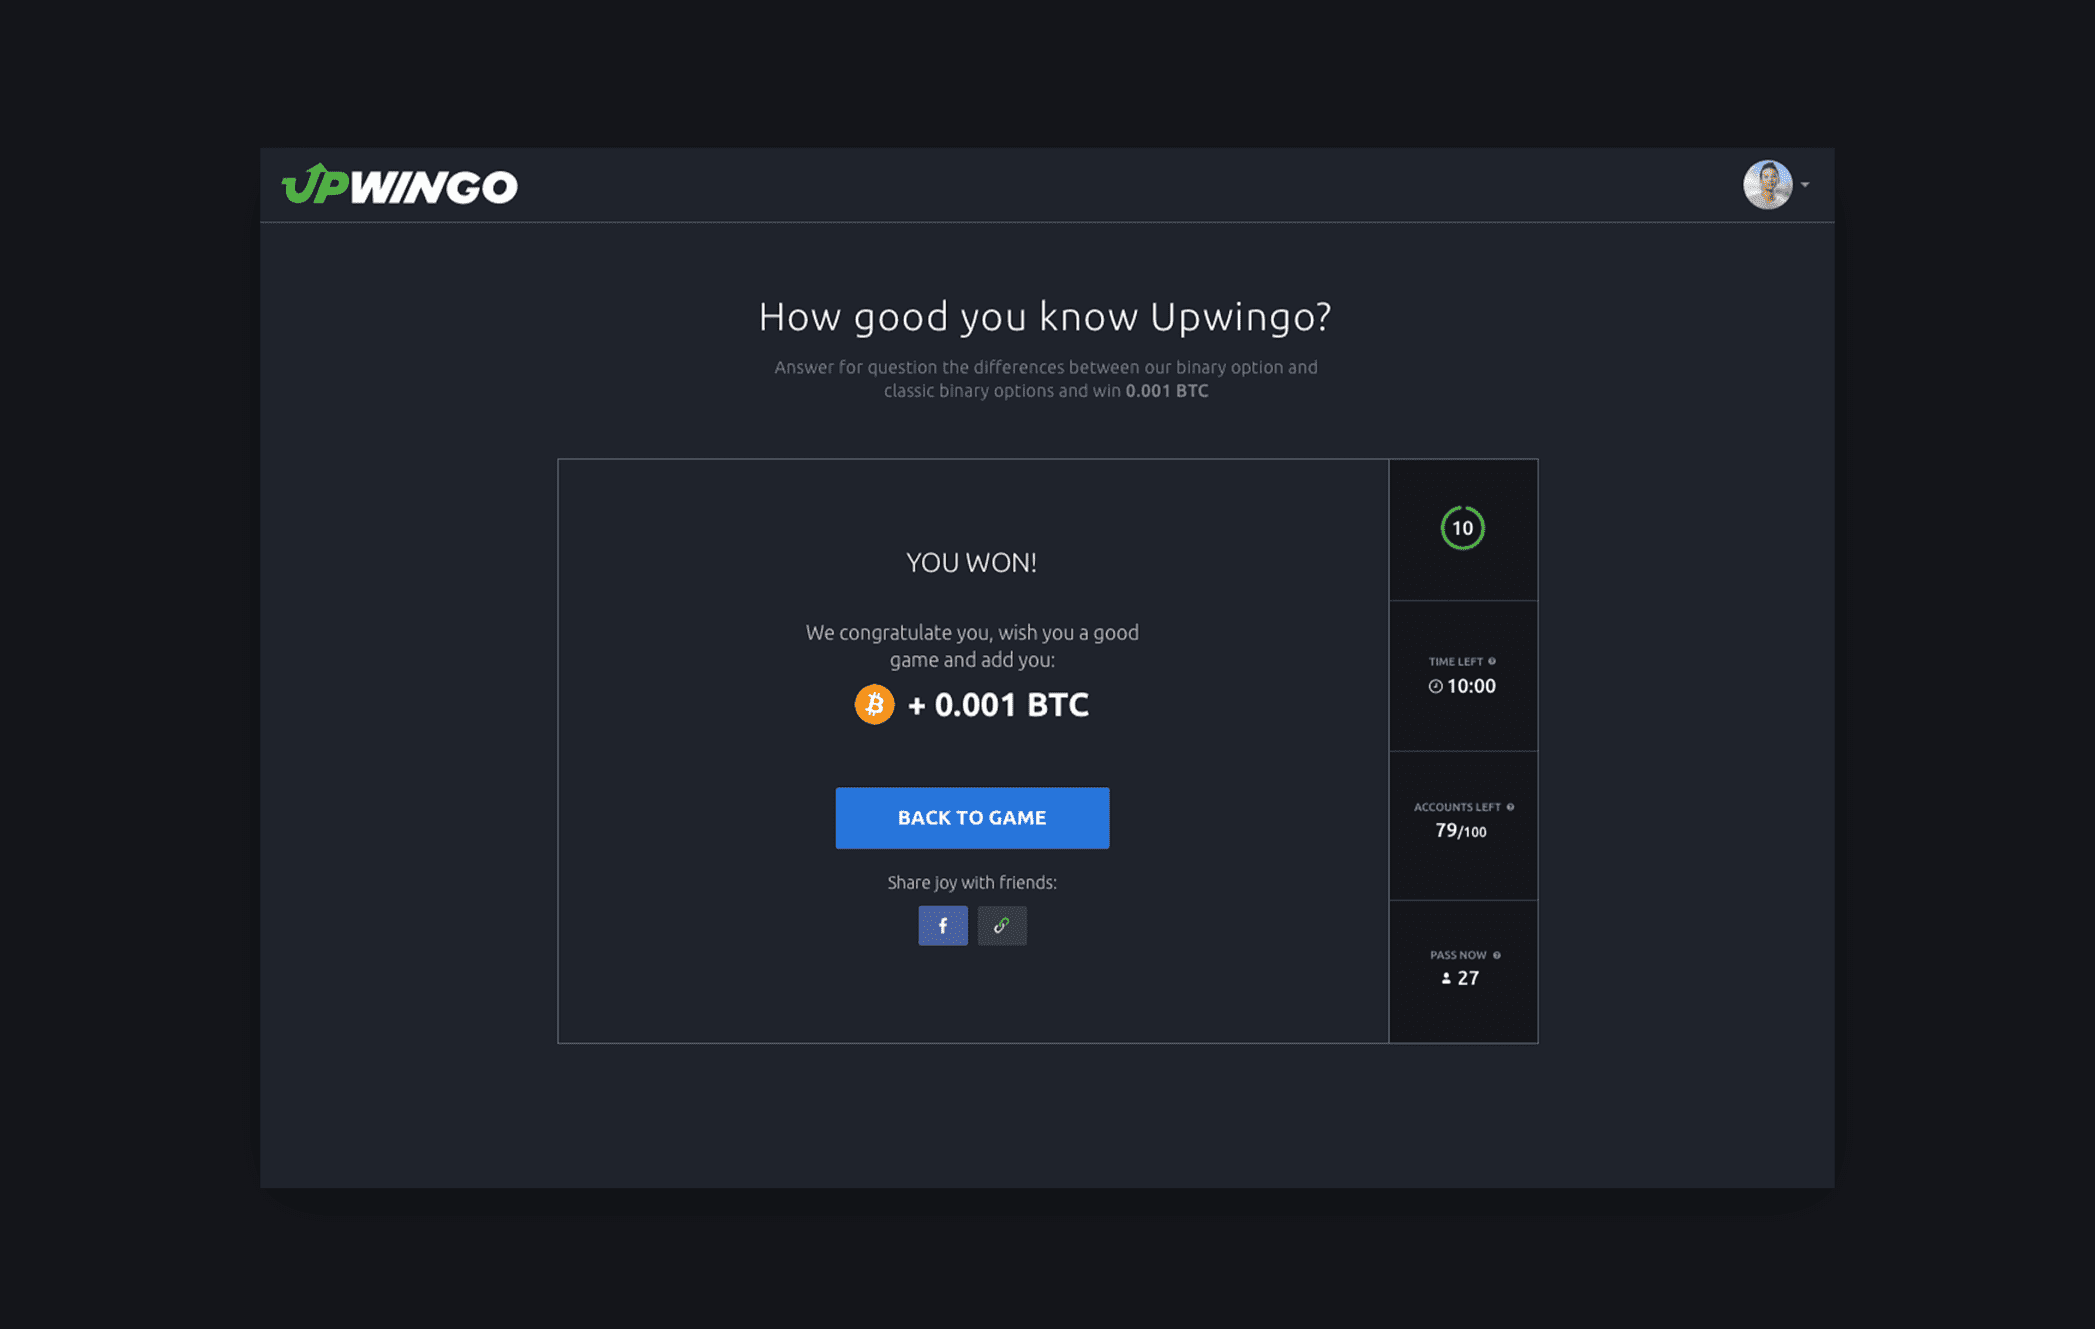 UPWINGO
How good you know Upwingo?
Answer for question the differences between our binary option and
classic binary options and win 0.001 BTC
YOU WON!
We congratulate you, wish you a good
game and add you:
+ 0.001 BTC
BACK TO GAME
Share joy with friends:
f
10
TIME LEFT ?
10:00
ACCOUNTS LEFT ?
79/100
PASS NOW ?
27